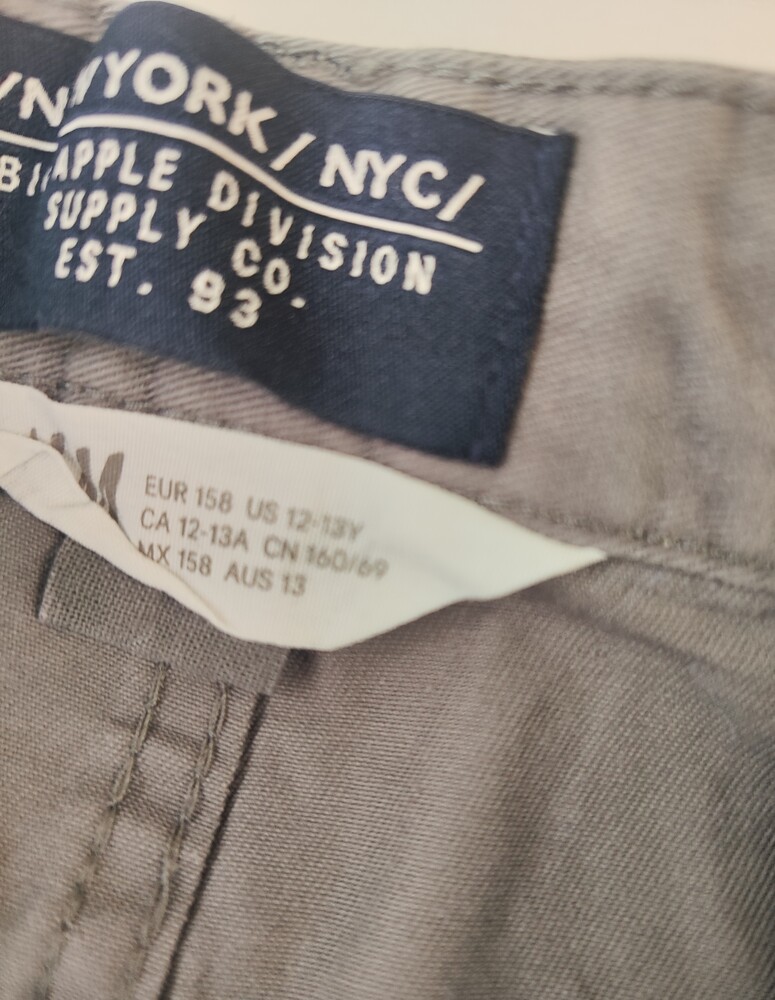 YORK / NYC/
APPLE DIVISION
SUPPLY CO.
EST. 93
EUR 158 US 12-13Y
CA 12-13A CN 160/69
MX 158 AUS 13